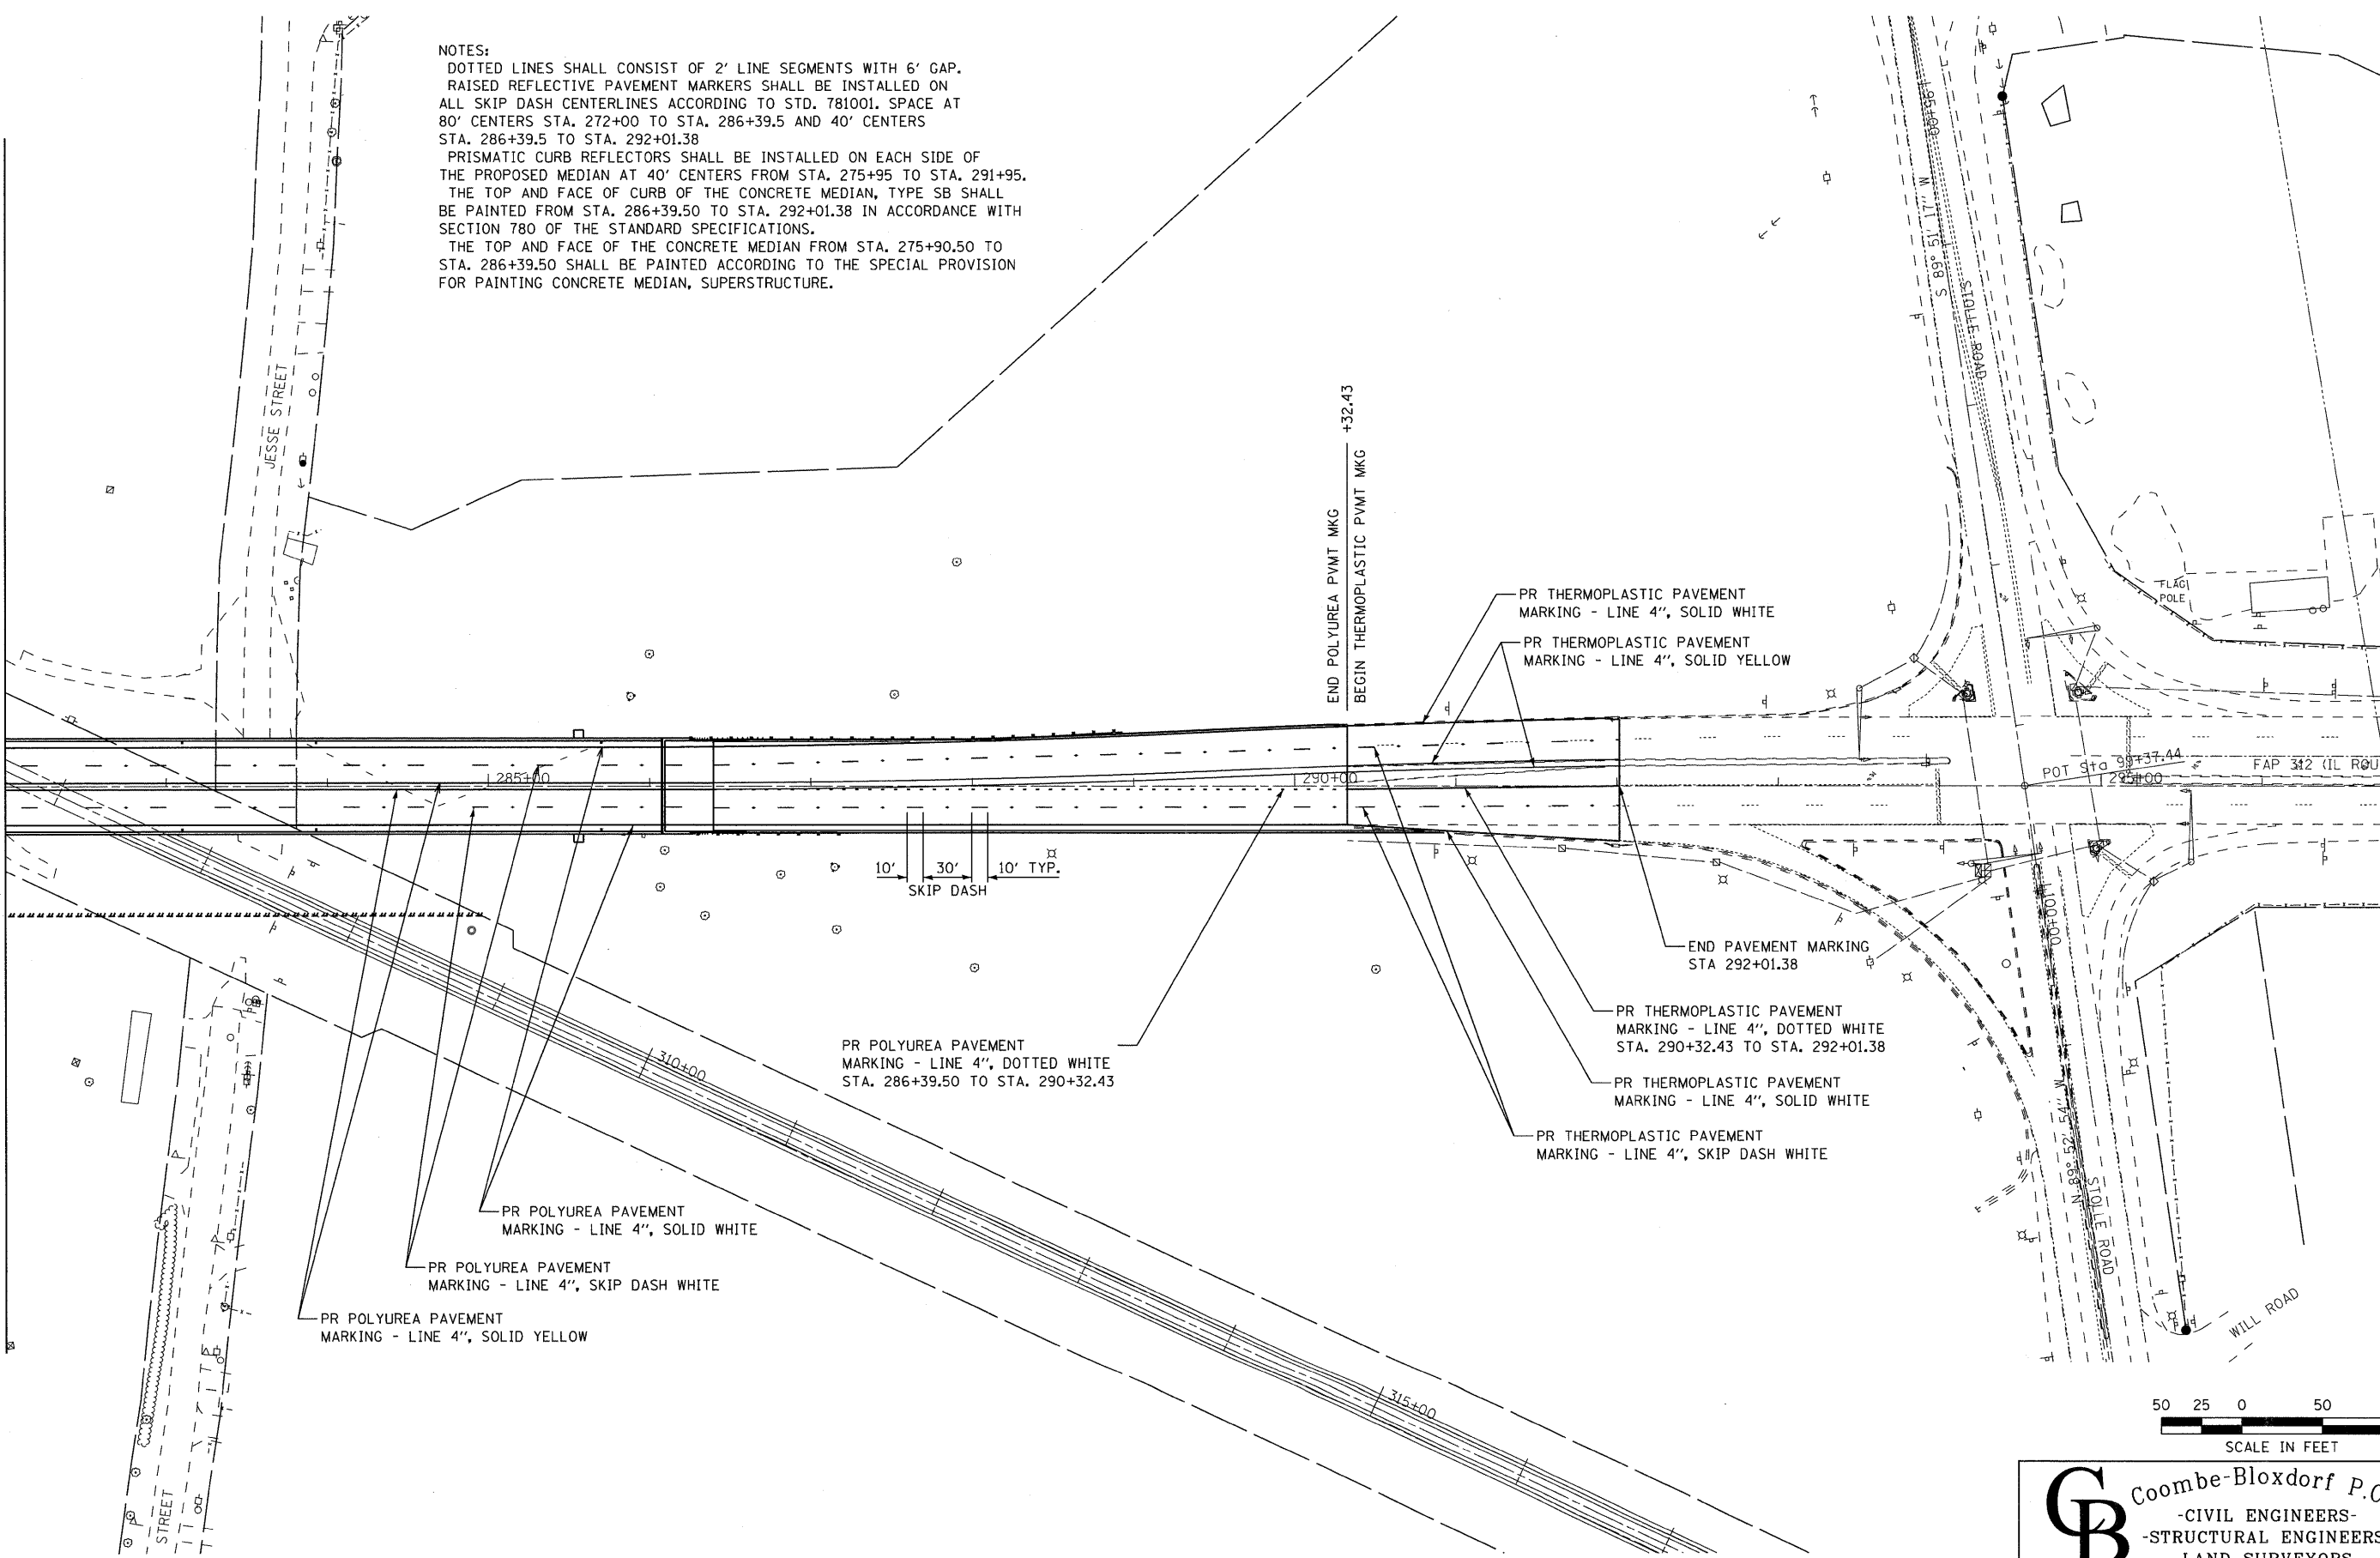 NOTES:
DOTTED LINES SHALL CONSIST OF 2' LINE SEGMENTS WITH 6' GAP.
RAISED REFLECTIVE PAVEMENT MARKERS SHALL BE INSTALLED ON
ALL SKIP DASH CENTERLINES ACCORDING TO STD. 781001. SPACE AT
80' CENTERS STA. 272+00 TO STA. 286+39.5 AND 40' CENTERS
STA. 286+39.5 TO STA. 292+01.38
PRISMATIC CURB REFLECTORS SHALL BE INSTALLED ON EACH SIDE OF
THE PROPOSED MEDIAN AT 40' CENTERS FROM STA. 275+95 TO STA. 291+95.
THE TOP AND FACE OF CURB OF THE CONCRETE MEDIAN, TYPE SB SHALL
BE PAINTED FROM STA. 286+39.50 TO STA. 292+01.38 IN ACCORDANCE WITH
SECTION 780 OF THE STANDARD SPECIFICATIONS.
THE TOP AND FACE OF THE CONCRETE MEDIAN FROM STA. 275+90.50 TO
STA. 286+39.50 SHALL BE PAINTED ACCORDING TO THE SPECIAL PROVISION
FOR PAINTING CONCRETE MEDIAN, SUPERSTRUCTURE.
JESSE STREET
95+00
S 89° 51' 17" W
STOLLE ROAD
+32.43
END POLYUREA PVMT MKG
BEGIN THERMOPLASTIC PVMT MKG
PR THERMOPLASTIC PAVEMENT
MARKING - LINE 4", SOLID WHITE
PR THERMOPLASTIC PAVEMENT
MARKING - LINE 4", SOLID YELLOW
FLAG
POLE
285+00
290+00
POT Sta 99+37.44
295+00
FAP 312 (IL ROU
10' 30' 10' TYP.
SKIP DASH
100+00
END PAVEMENT MARKING
STA 292+01.38
PR THERMOPLASTIC PAVEMENT
MARKING - LINE 4", DOTTED WHITE
STA. 290+32.43 TO STA. 292+01.38
PR POLYUREA PAVEMENT
MARKING - LINE 4", DOTTED WHITE
STA. 286+39.50 TO STA. 290+32.43
310+00
PR THERMOPLASTIC PAVEMENT
MARKING - LINE 4", SOLID WHITE
N 89° 52' 54" W
STOLLE ROAD
PR THERMOPLASTIC PAVEMENT
MARKING - LINE 4", SKIP DASH WHITE
PR POLYUREA PAVEMENT
MARKING - LINE 4", SOLID WHITE
PR POLYUREA PAVEMENT
MARKING - LINE 4", SKIP DASH WHITE
PR POLYUREA PAVEMENT
MARKING - LINE 4", SOLID YELLOW
WILL ROAD
315+00
STREET
50 25 0 50
SCALE IN FEET
CB
Coombe-Bloxdorf P.C
-CIVIL ENGINEERS-
-STRUCTURAL ENGINEERS
LAND SURVEYORS